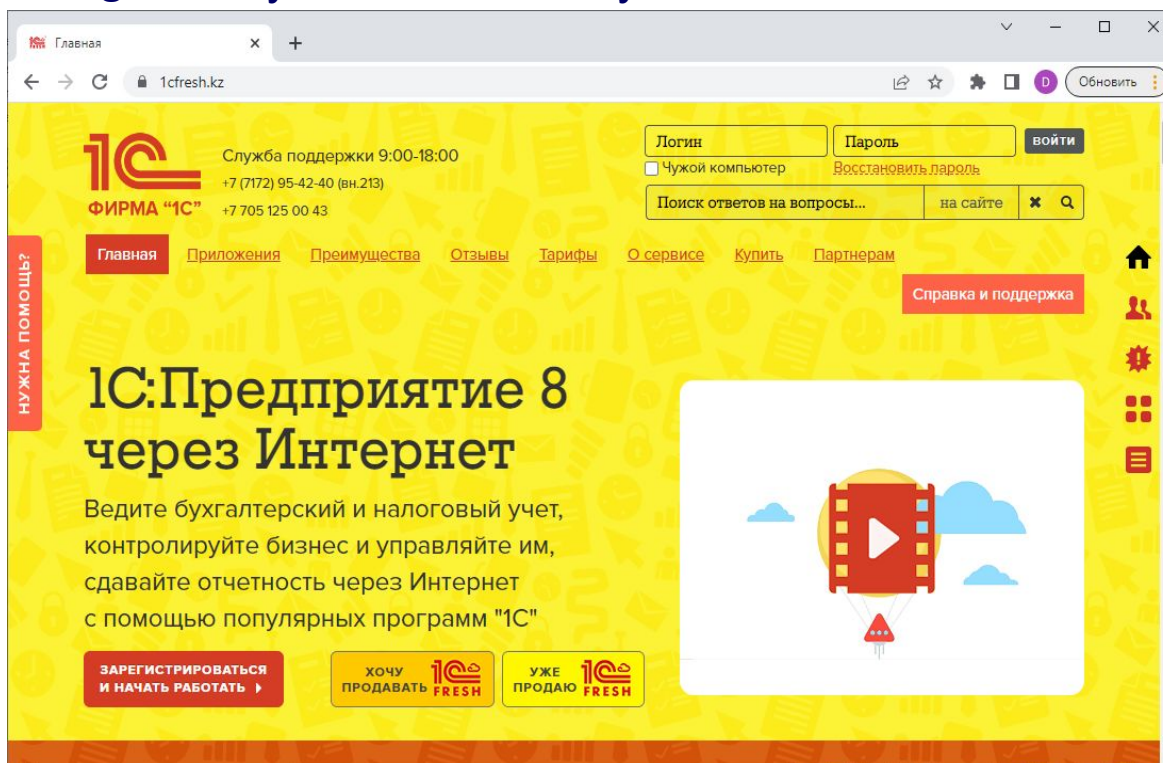 Главная
1cfresh.kz
D
Обновить
1С
ФИРМА “1С”
Служба поддержки 9:00-18:00
+7 (7172) 95-42-40 (вн.213)
+7 705 125 00 43
Логин
Пароль
ВОЙТИ
Чужой компьютер
Восстановить пароль
Поиск ответов на вопросы...
на сайте
Главная
Приложения
Преимущества
Отзывы
Тарифы
О сервисе
Купить
Партнерам
Справка и поддержка
НУЖНА ПОМОЩЬ?
1С:Предприятие 8
через Интернет
Ведите бухгалтерский и налоговый учет,
контролируйте бизнес и управляйте им,
сдавайте отчетность через Интернет
с помощью популярных программ "1С"
ЗАРЕГИСТРИРОВАТЬСЯ
И НАЧАТЬ РАБОТАТЬ
ХОЧУ
ПРОДАВАТЬ
1С
FRESH
УЖЕ
ПРОДАЮ
1С
FRESH